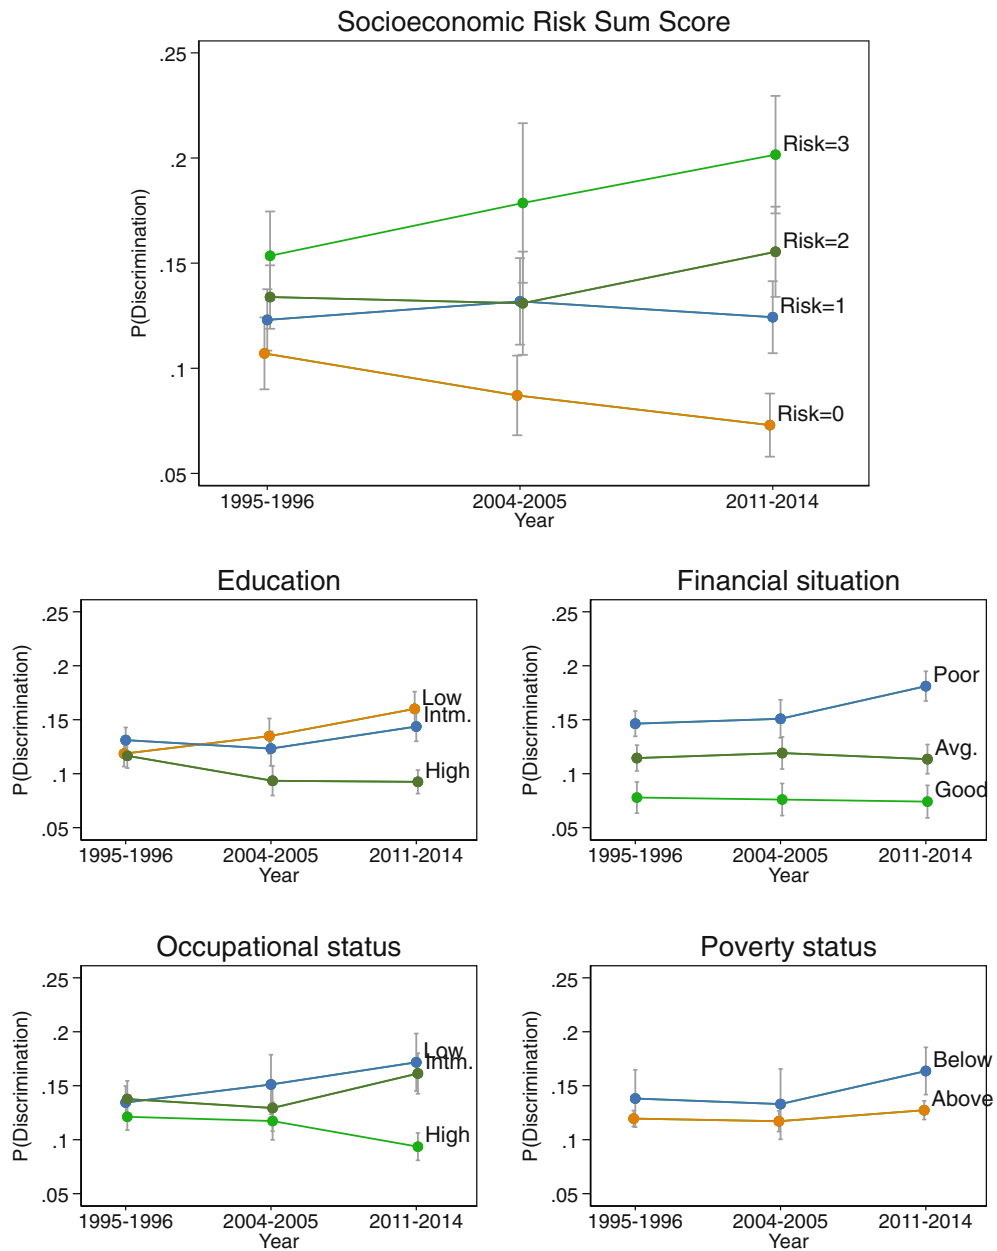 Socioeconomic Risk Sum Score
P(Discrimination)
.25
.2
.15
.1
.05
Risk=3
Risk=2
Risk=1
Risk=0
1995-1996 2004-2005 2011-2014
Year
Education
P(Discrimination)
.25
.2
.15
.1
.05
Low
Intm.
High
1995-1996 2004-2005 2011-2014
Year
Financial situation
P(Discrimination)
.25
.2
.15
.1
.05
Poor
Avg.
Good
1995-1996 2004-2005 2011-2014
Year
Occupational status
P(Discrimination)
.25
.2
.15
.1
.05
Low
Intm.
High
1995-1996 2004-2005 2011-2014
Year
Poverty status
P(Discrimination)
.25
.2
.15
.1
.05
Below
Above
1995-1996 2004-2005 2011-2014
Year